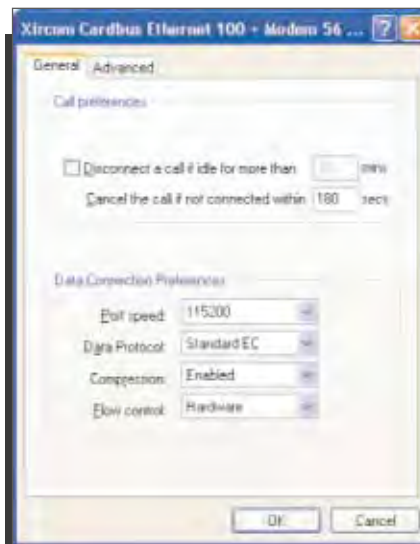 Xircom Cardbus Ethernet 100 + Modem 56 ...
General Advanced
Call preferences
Disconnect a call if idle for more than mins
Cancel the call if not connected within 180 secs
Data Connection Preferences
Port speed: 115200
Data Protocol: Standard EC
Compression: Enabled
Flow control: Hardware
OK Cancel